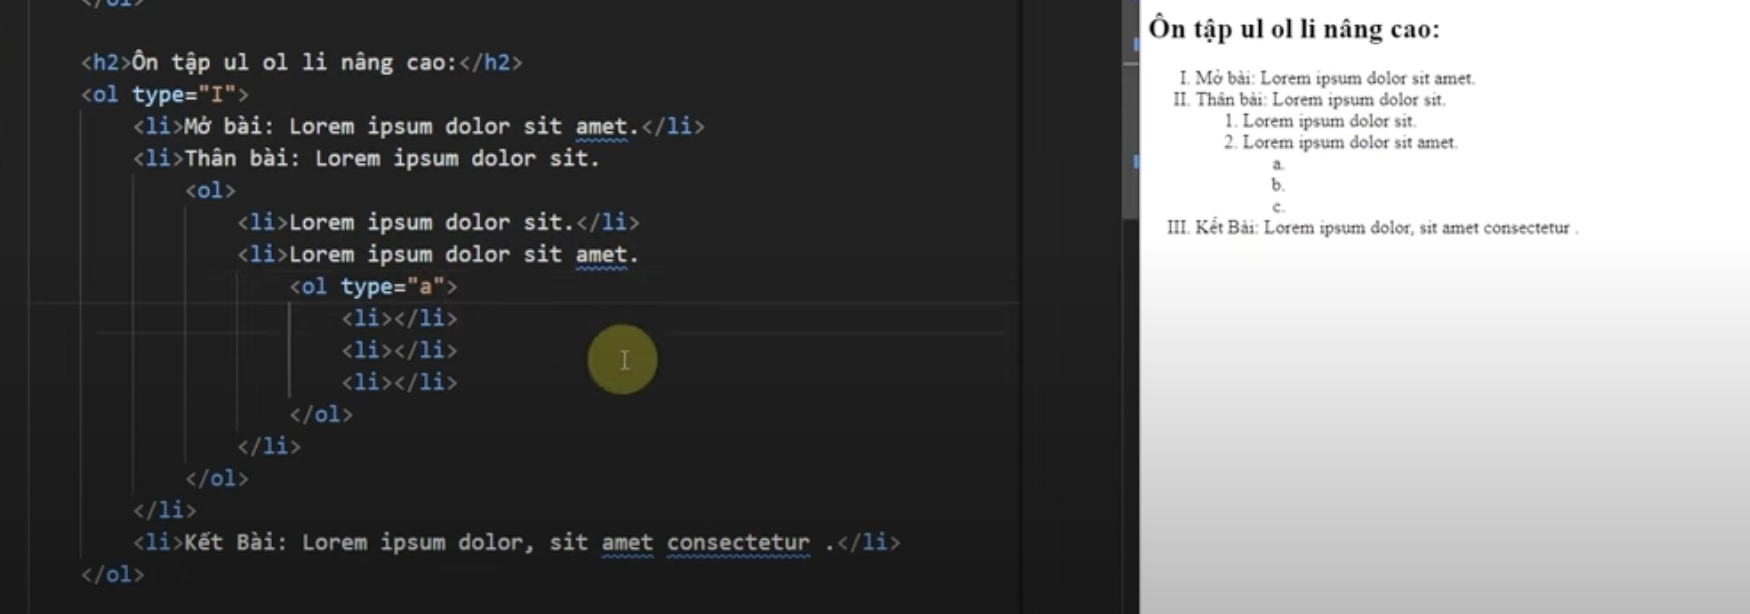 </ol>
<h2>Ôn tập ul ol li nâng cao:</h2>
<ol type="I">
<li>Mở bài: Lorem ipsum dolor sit amet.</li>
<li>Thân bài: Lorem ipsum dolor sit.
<ol>
<li>Lorem ipsum dolor sit.</li>
<li>Lorem ipsum dolor sit amet.
<ol type="a">
<li></li>
<li></li>
<li></li>
</ol>
</li>
</ol>
</li>
<li>Kết Bài: Lorem ipsum dolor, sit amet consectetur .</li>
</ol>
Ôn tập ul ol li nâng cao:
I. Mở bài: Lorem ipsum dolor sit amet.
II. Thân bài: Lorem ipsum dolor sit.
1. Lorem ipsum dolor sit.
2. Lorem ipsum dolor sit amet.
a.
b.
c.
III. Kết Bài: Lorem ipsum dolor, sit amet consectetur .